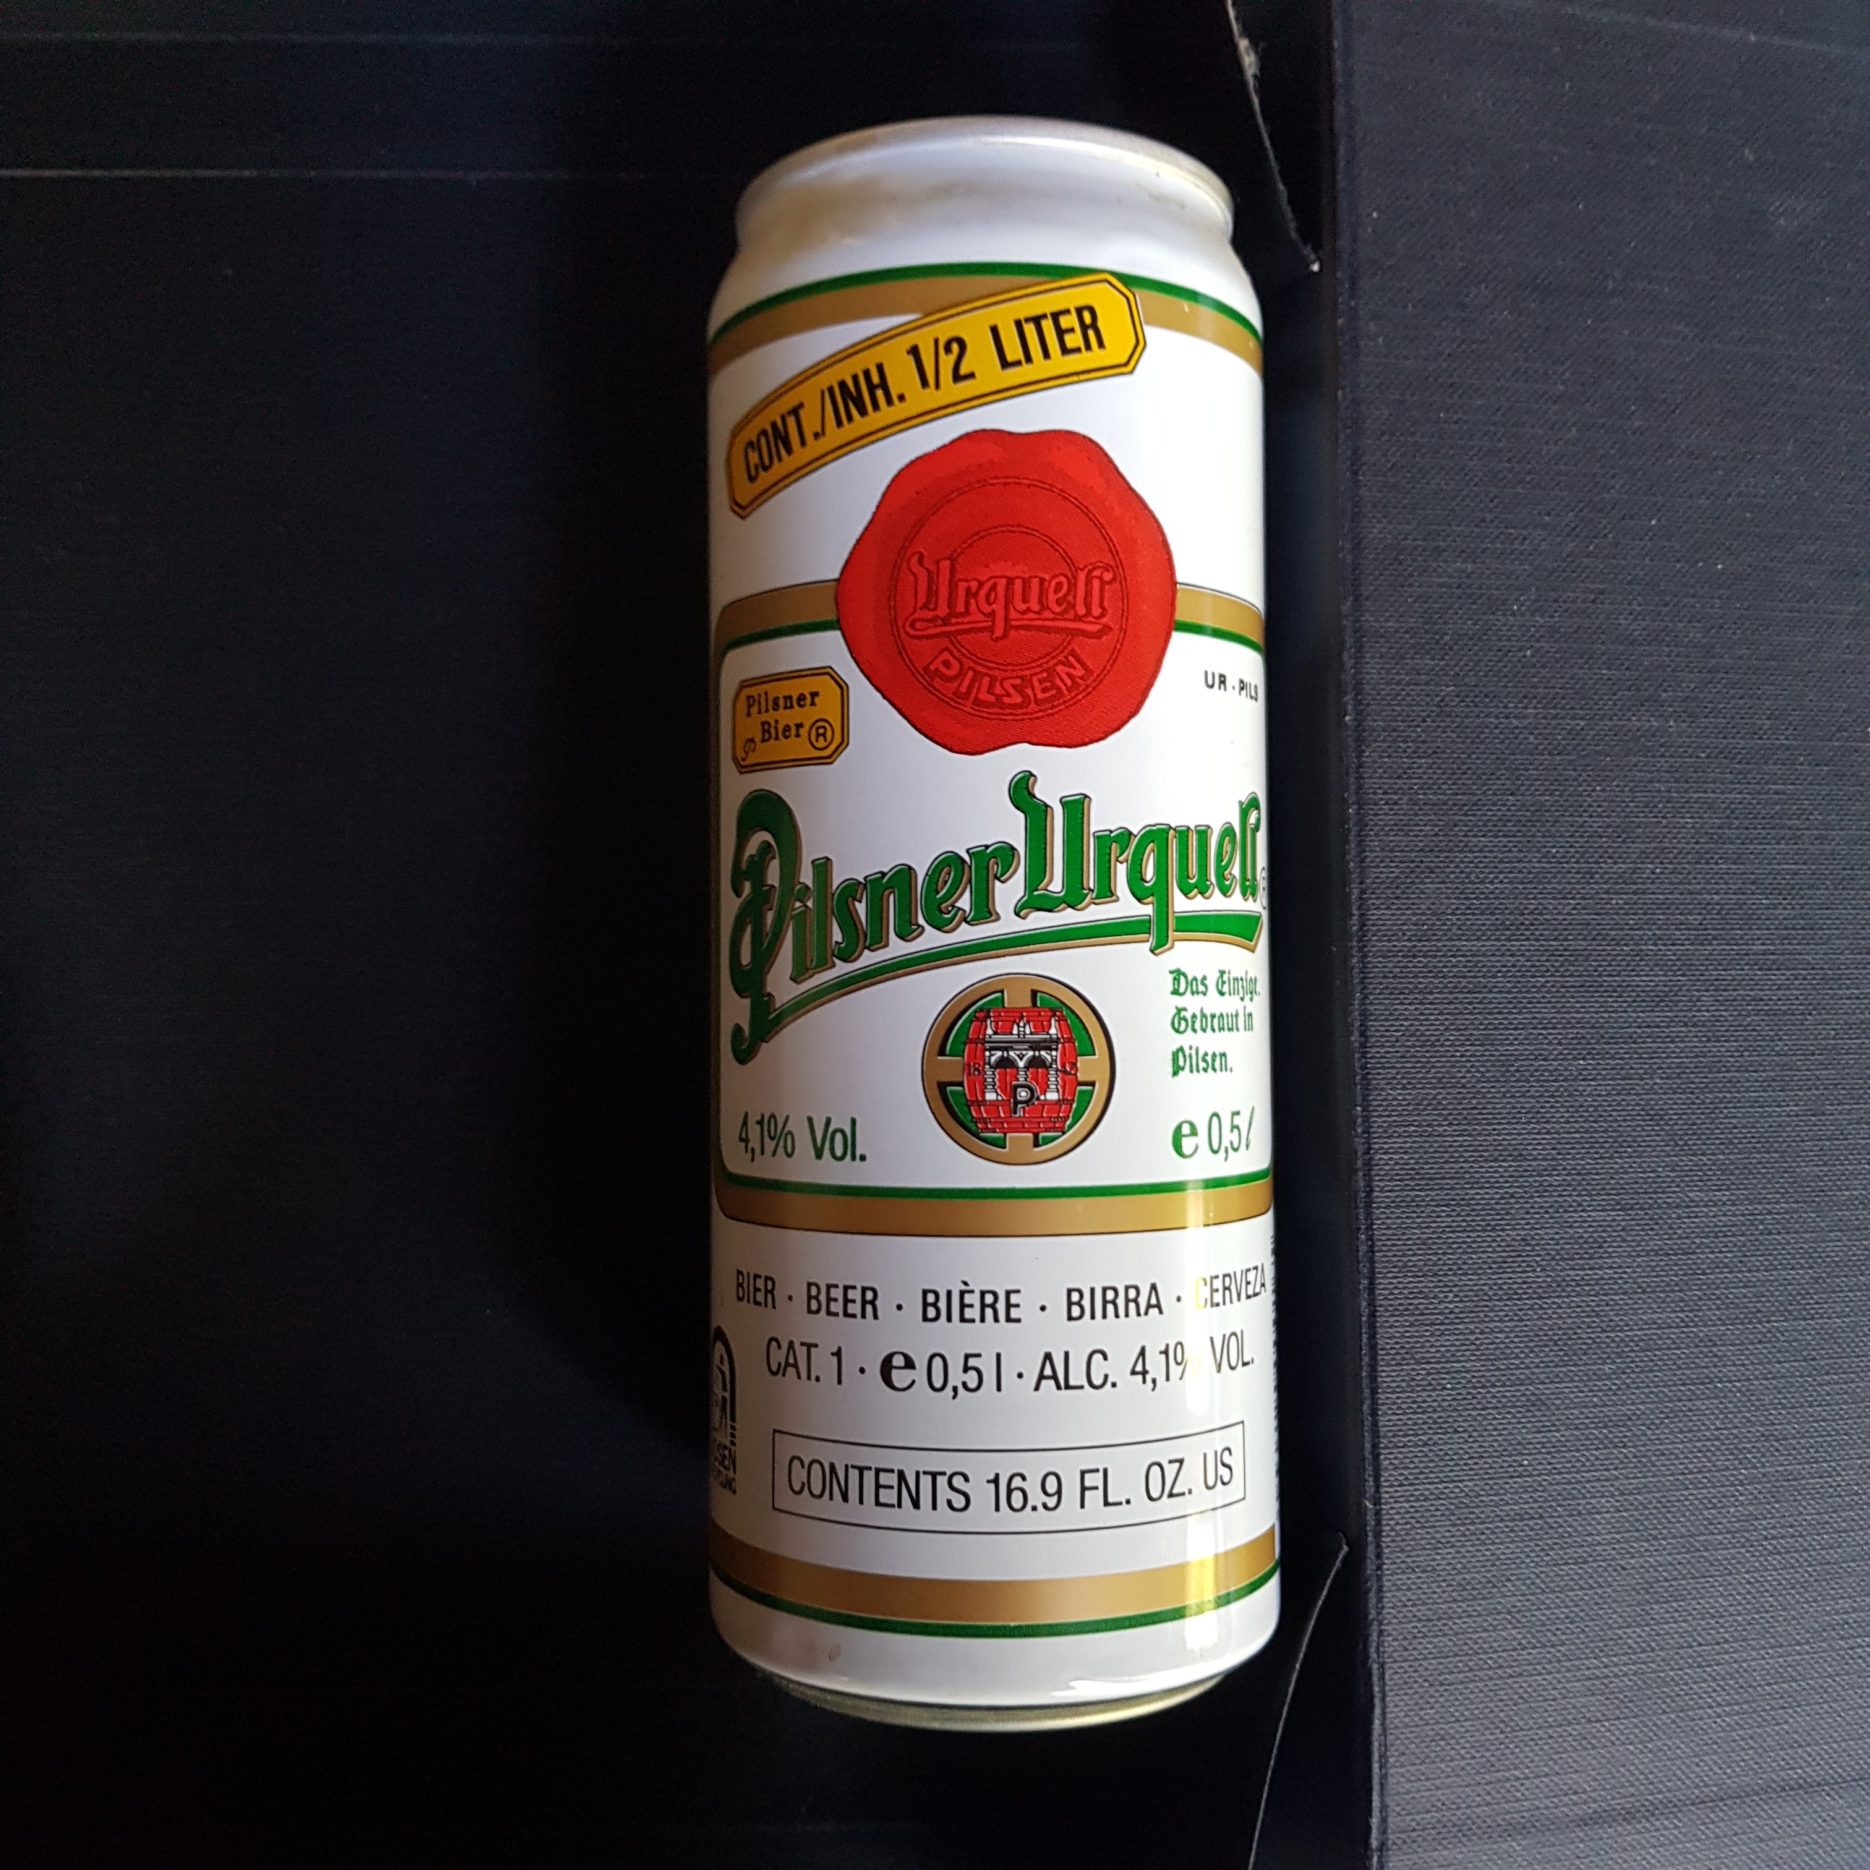 CONT./INH. 1/2 LITER
Urquell
PILSEN
UR·PILS
Pilsner
Bier ®
Pilsner Urquell
Das Einzige.
Gebraut in
Pilsen.
18 42
P
4,1% Vol.
e 0,5 l
BIER · BEER · BIÈRE · BIRRA · CERVEZA
CAT. 1 · e 0,5 l · ALC. 4,1% VOL.
CONTENTS 16.9 FL. OZ. US